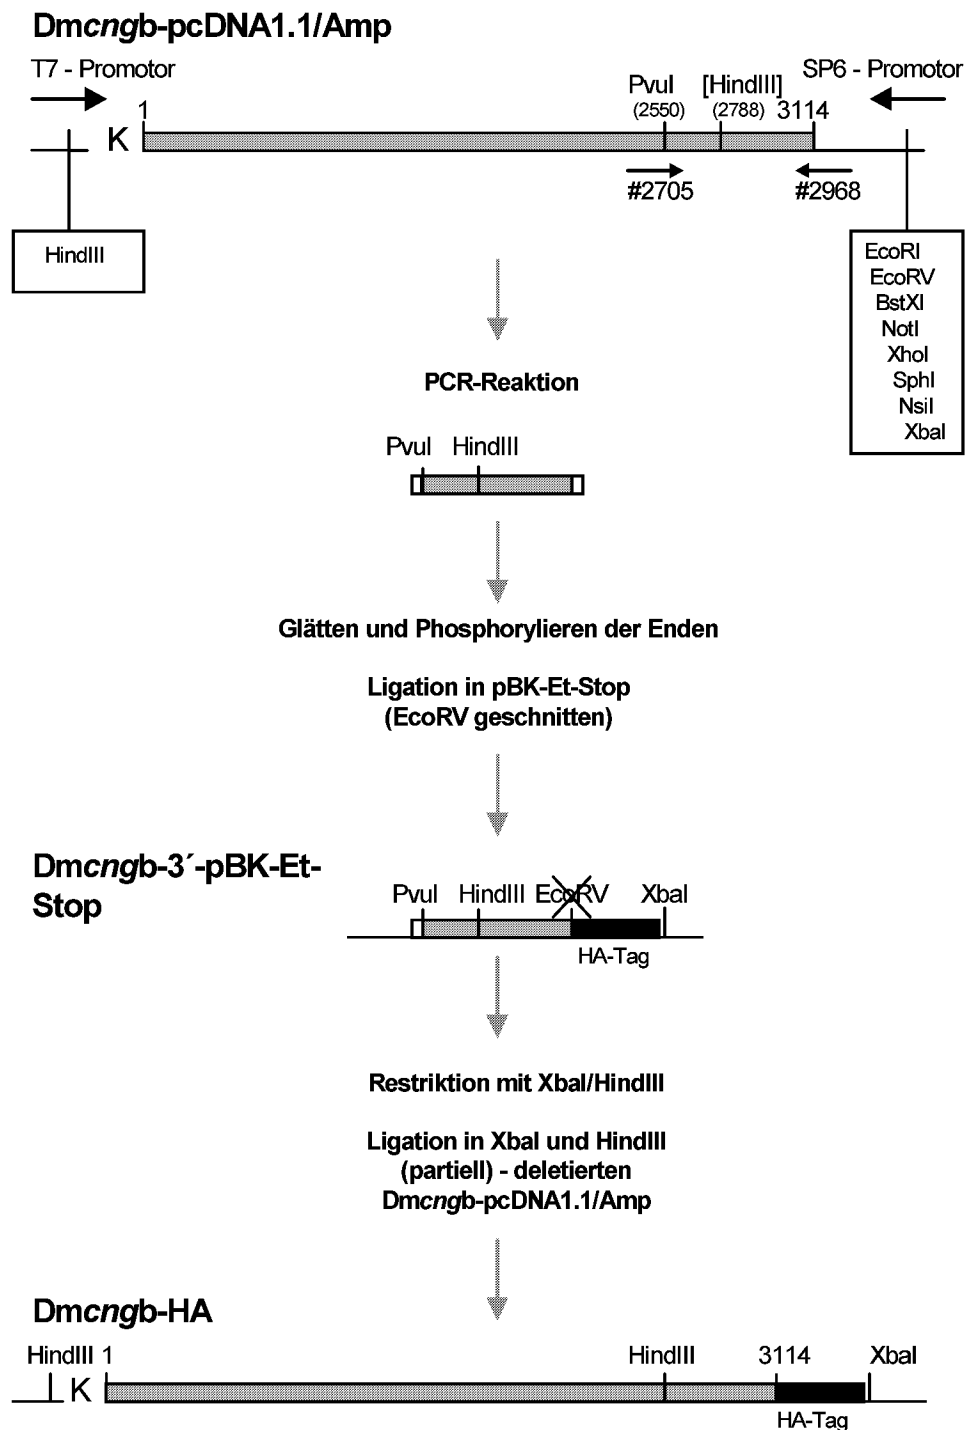 Dmcngb-pcDNA1.1/Amp
T7 - Promotor
SP6 - Promotor
PvuI [HindIII]
1 (2550) (2788) 3114
K
#2705 #2968
HindIII
EcoRI
EcoRV
BstXI
NotI
XhoI
SphI
NsiI
XbaI
PCR-Reaktion
PvuI HindIII
Glätten und Phosphorylieren der Enden
Ligation in pBK-Et-Stop
(EcoRV geschnitten)
Dmcngb-3´-pBK-Et-
Stop
PvuI HindIII EcoRV XbaI
HA-Tag
Restriktion mit XbaI/HindIII
Ligation in XbaI und HindIII
(partiell) - deletierten
Dmcngb-pcDNA1.1/Amp
Dmcngb-HA
HindIII 1 HindIII 3114 XbaI
K
HA-Tag